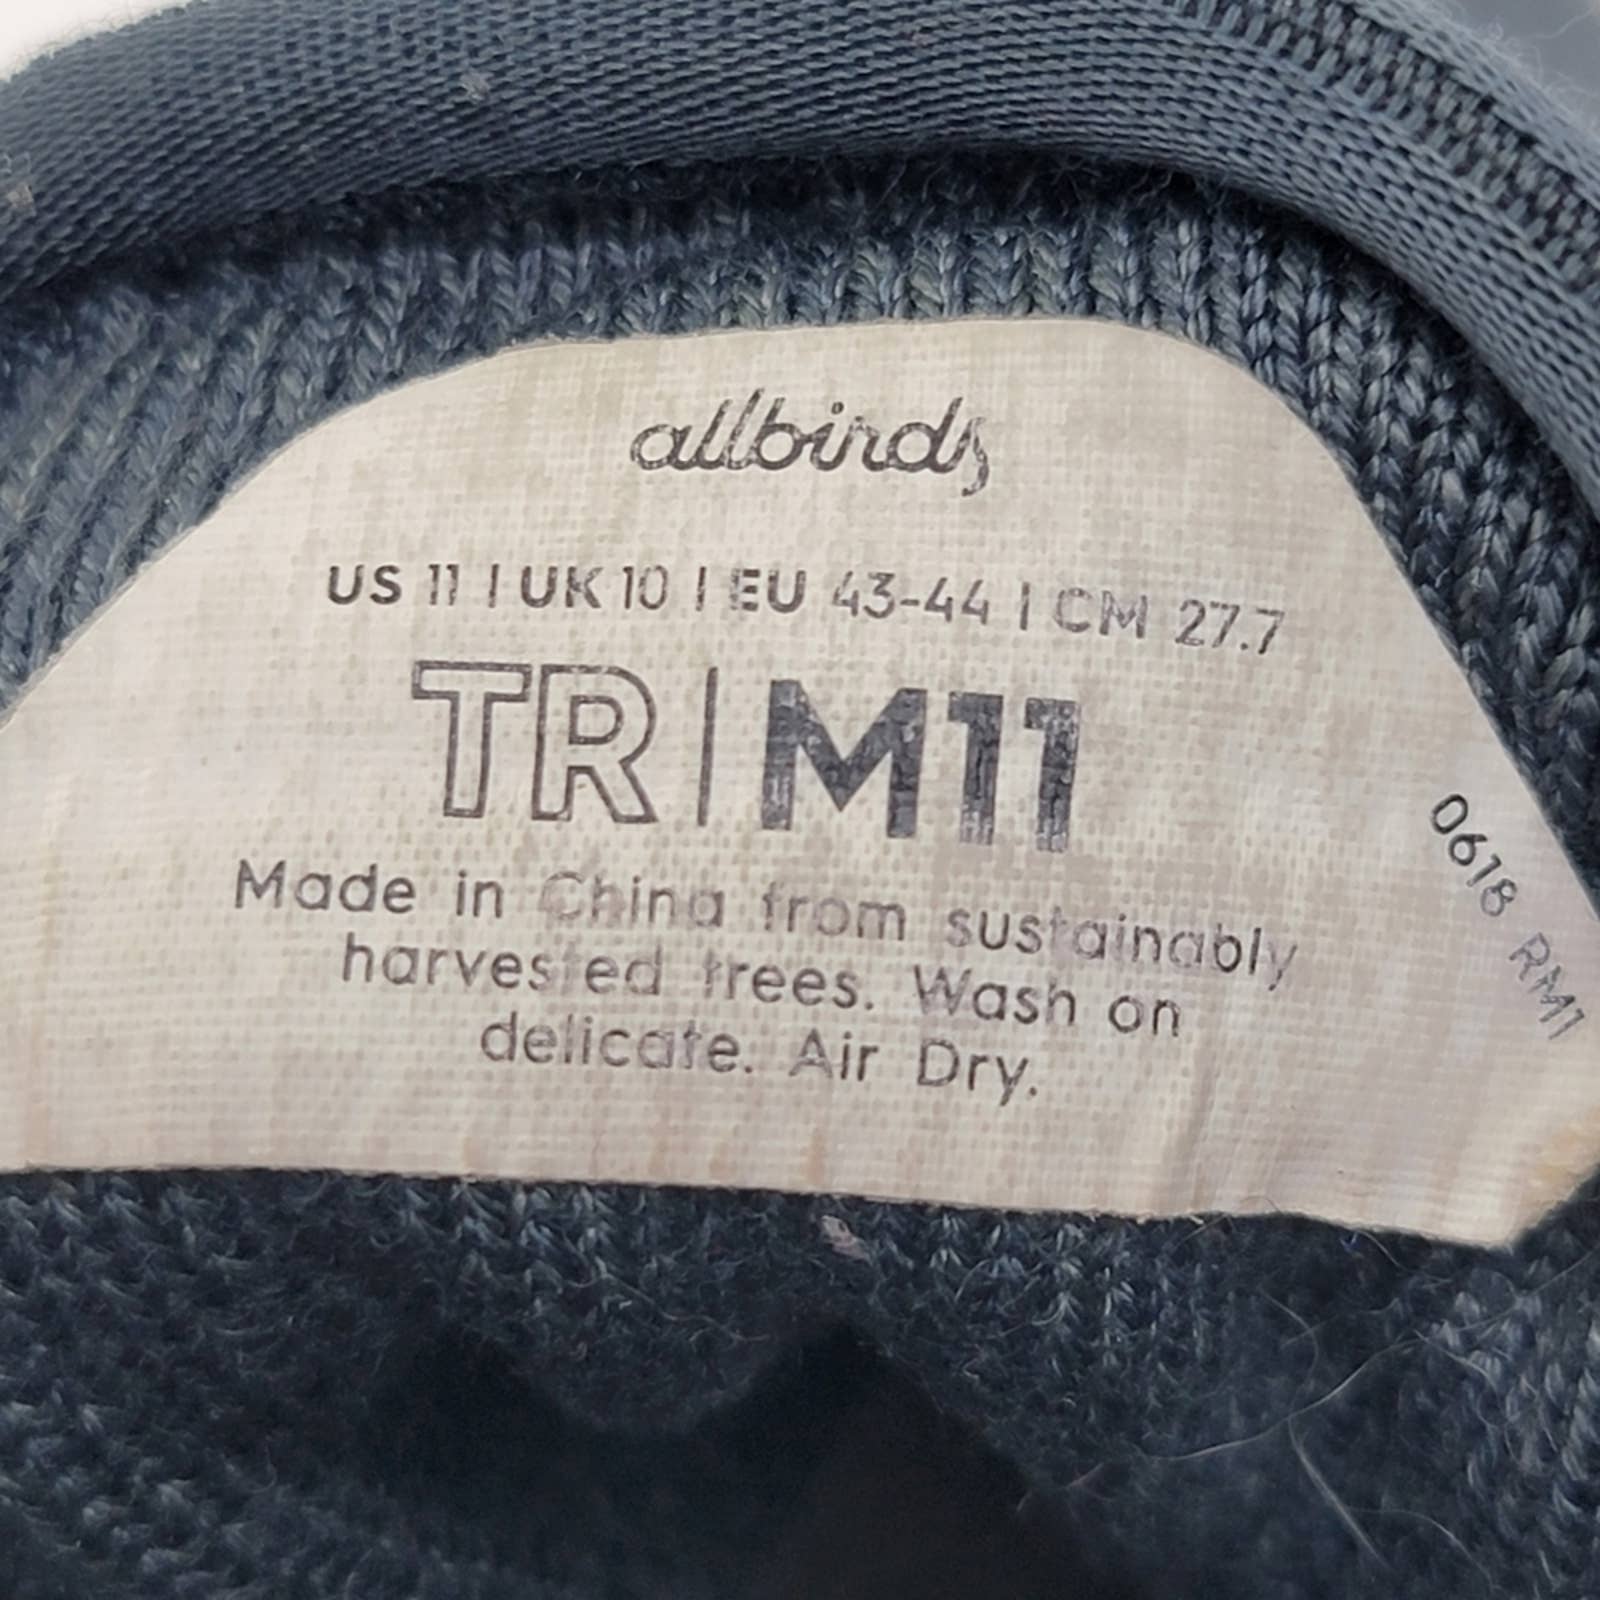 allbirds
US 11 | UK 10 | EU 43-44 | CM 27.7
TR | M11
Made in China from sustainably
harvested trees. Wash on
delicate. Air Dry.
0618 RM1